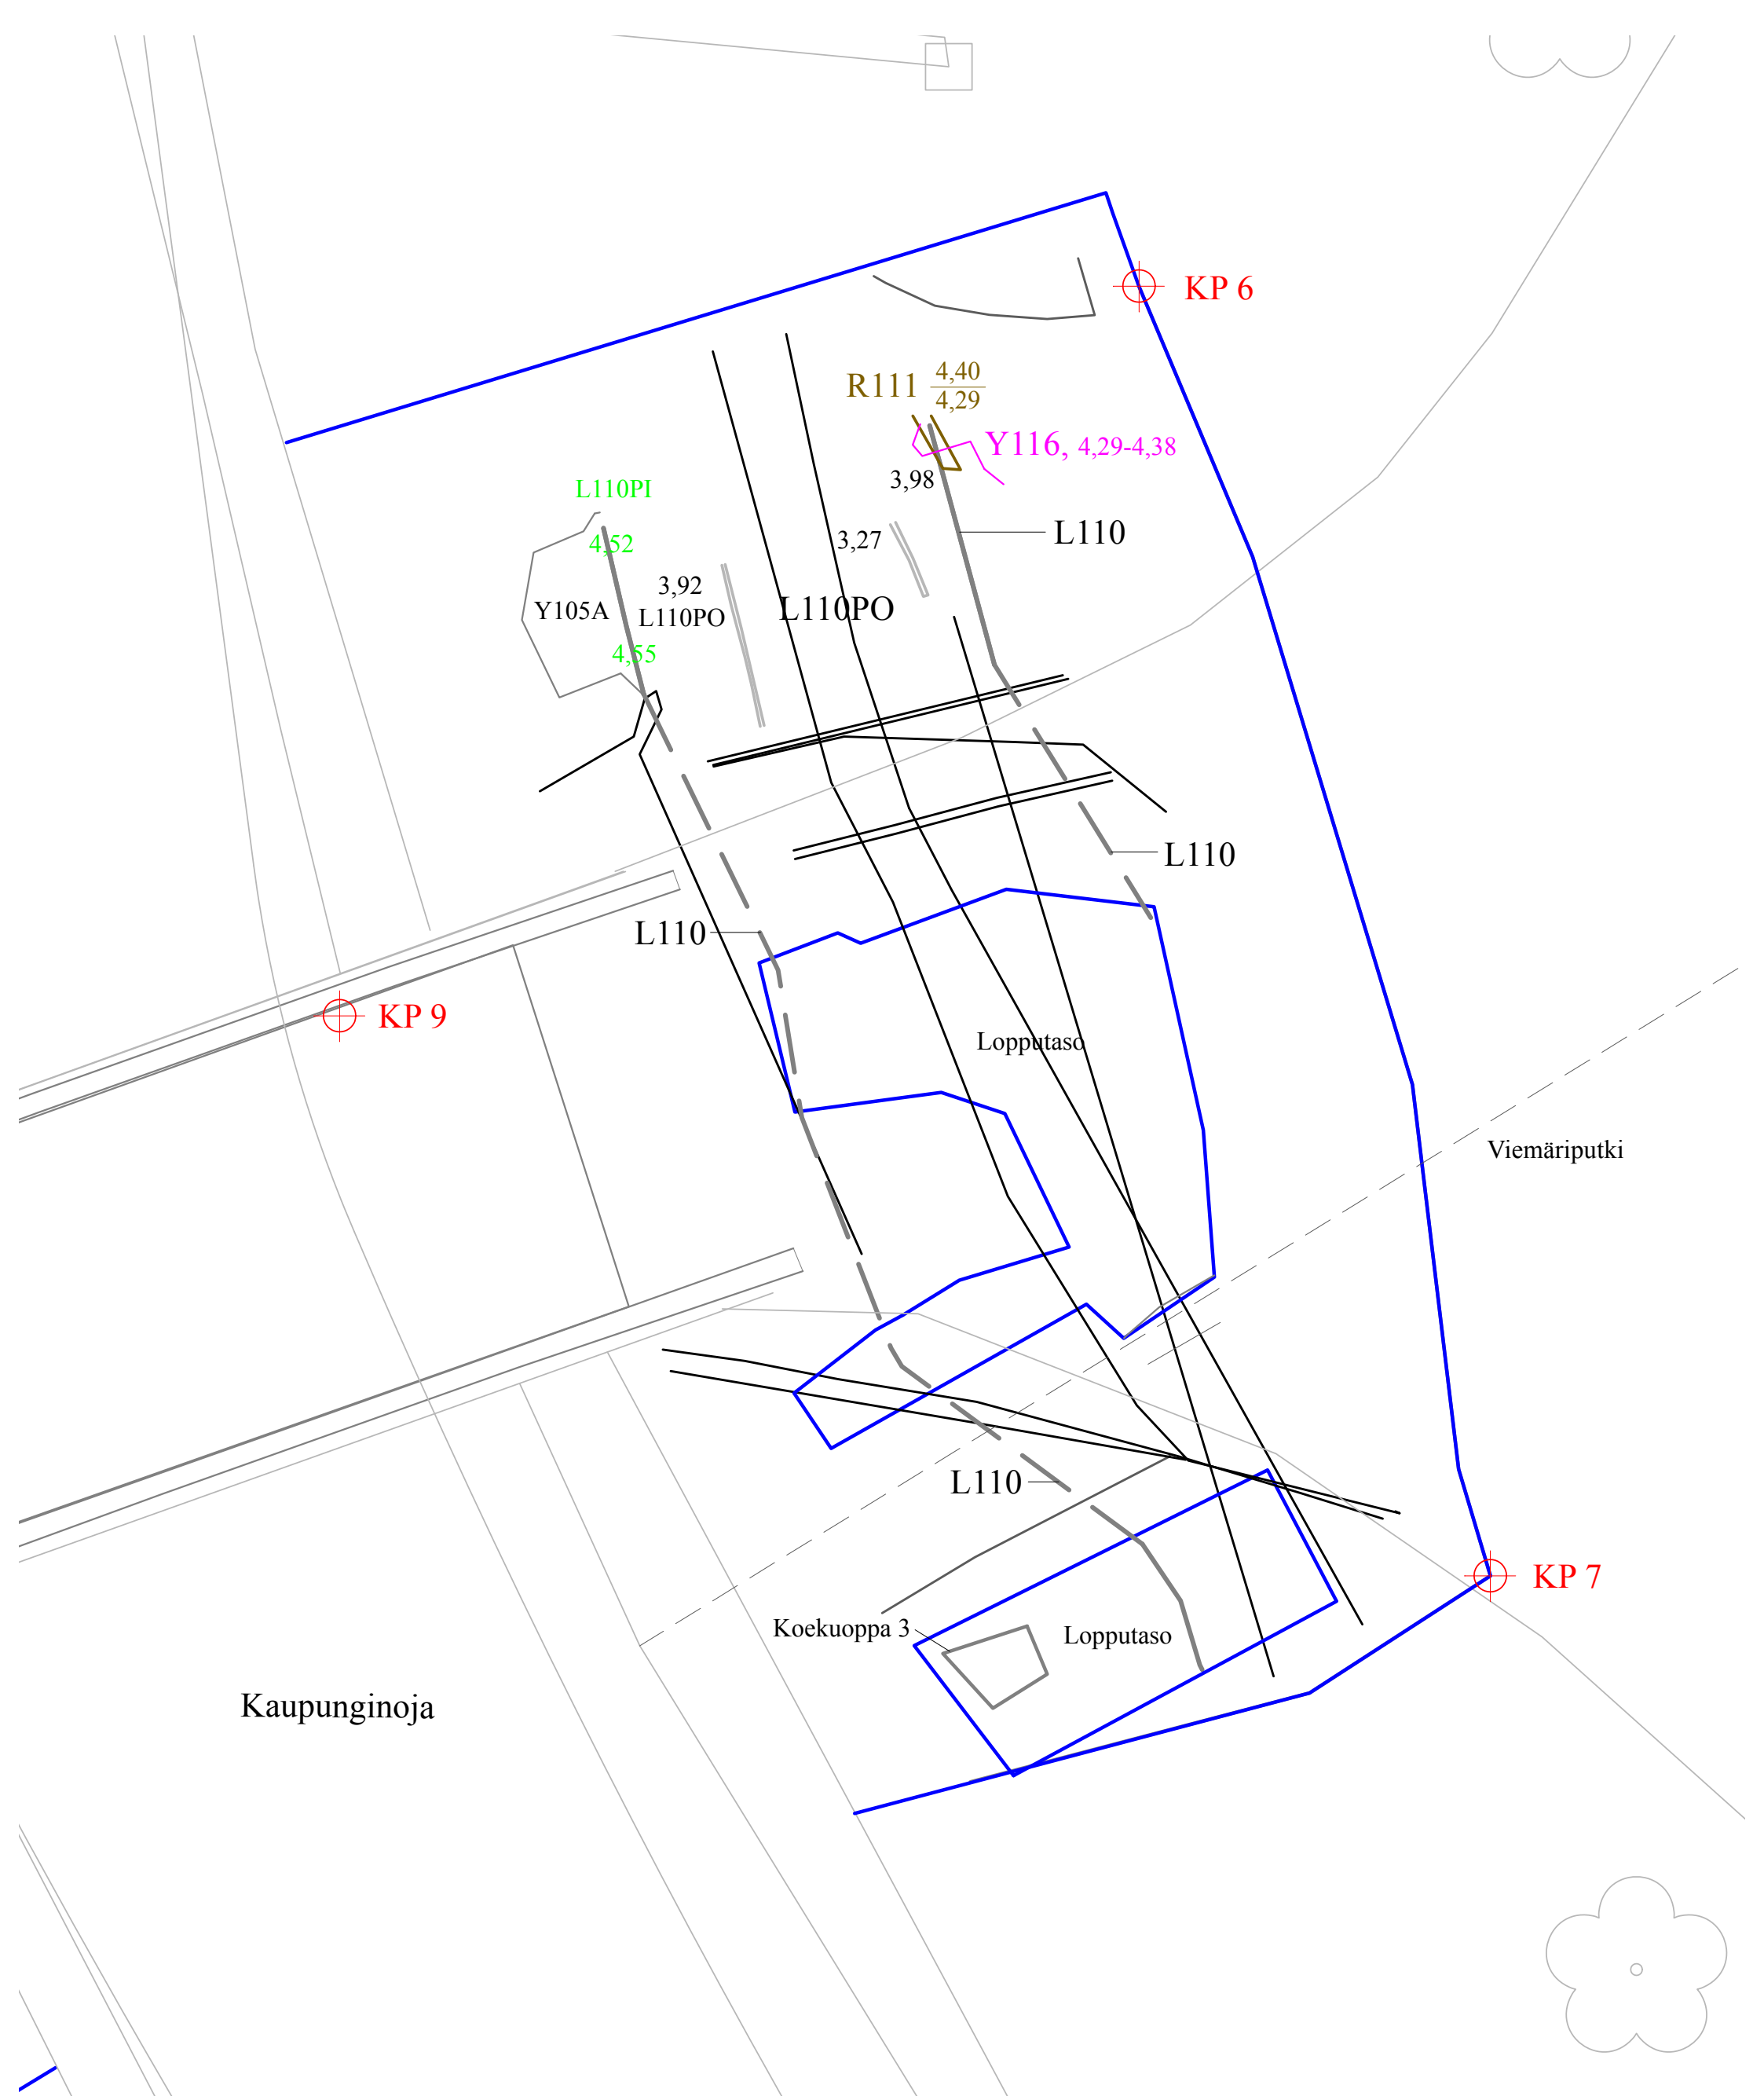 KP 6
R111 4,40
4,29
Y116, 4,29-4,38
3,98
L110PI
L110
3,27
4,52
3,92
Y105A
L110PO
L110PO
4,55
L110
L110
KP 9
Lopputaso
Viemäriputki
L110
KP 7
Koekuoppa 3
Lopputaso
Kaupunginoja